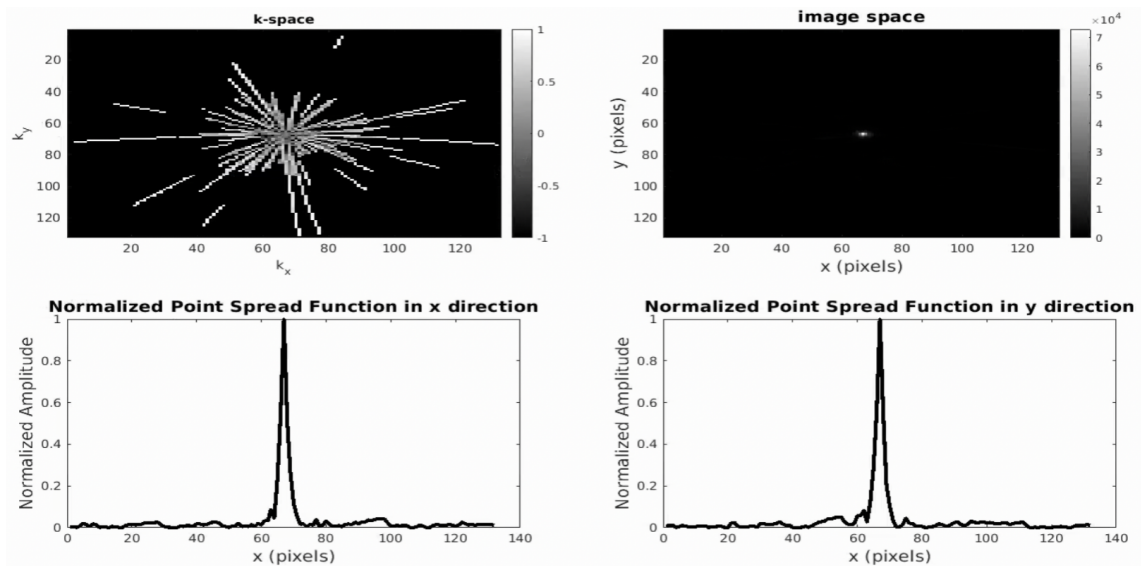 k-space
20
40
60
80
100
120
k_y
20 40 60 80 100 120
k_x
1
0.5
0
-0.5
-1
image space
×10^4
20
40
60
80
100
120
y (pixels)
20 40 60 80 100 120
x (pixels)
7
6
5
4
3
2
1
0
Normalized Point Spread Function in x direction
1
0.8
0.6
0.4
0.2
0
Normalized Amplitude
0 20 40 60 80 100 120 140
x (pixels)
Normalized Point Spread Function in y direction
1
0.8
0.6
0.4
0.2
0
Normalized Amplitude
0 20 40 60 80 100 120 140
x (pixels)